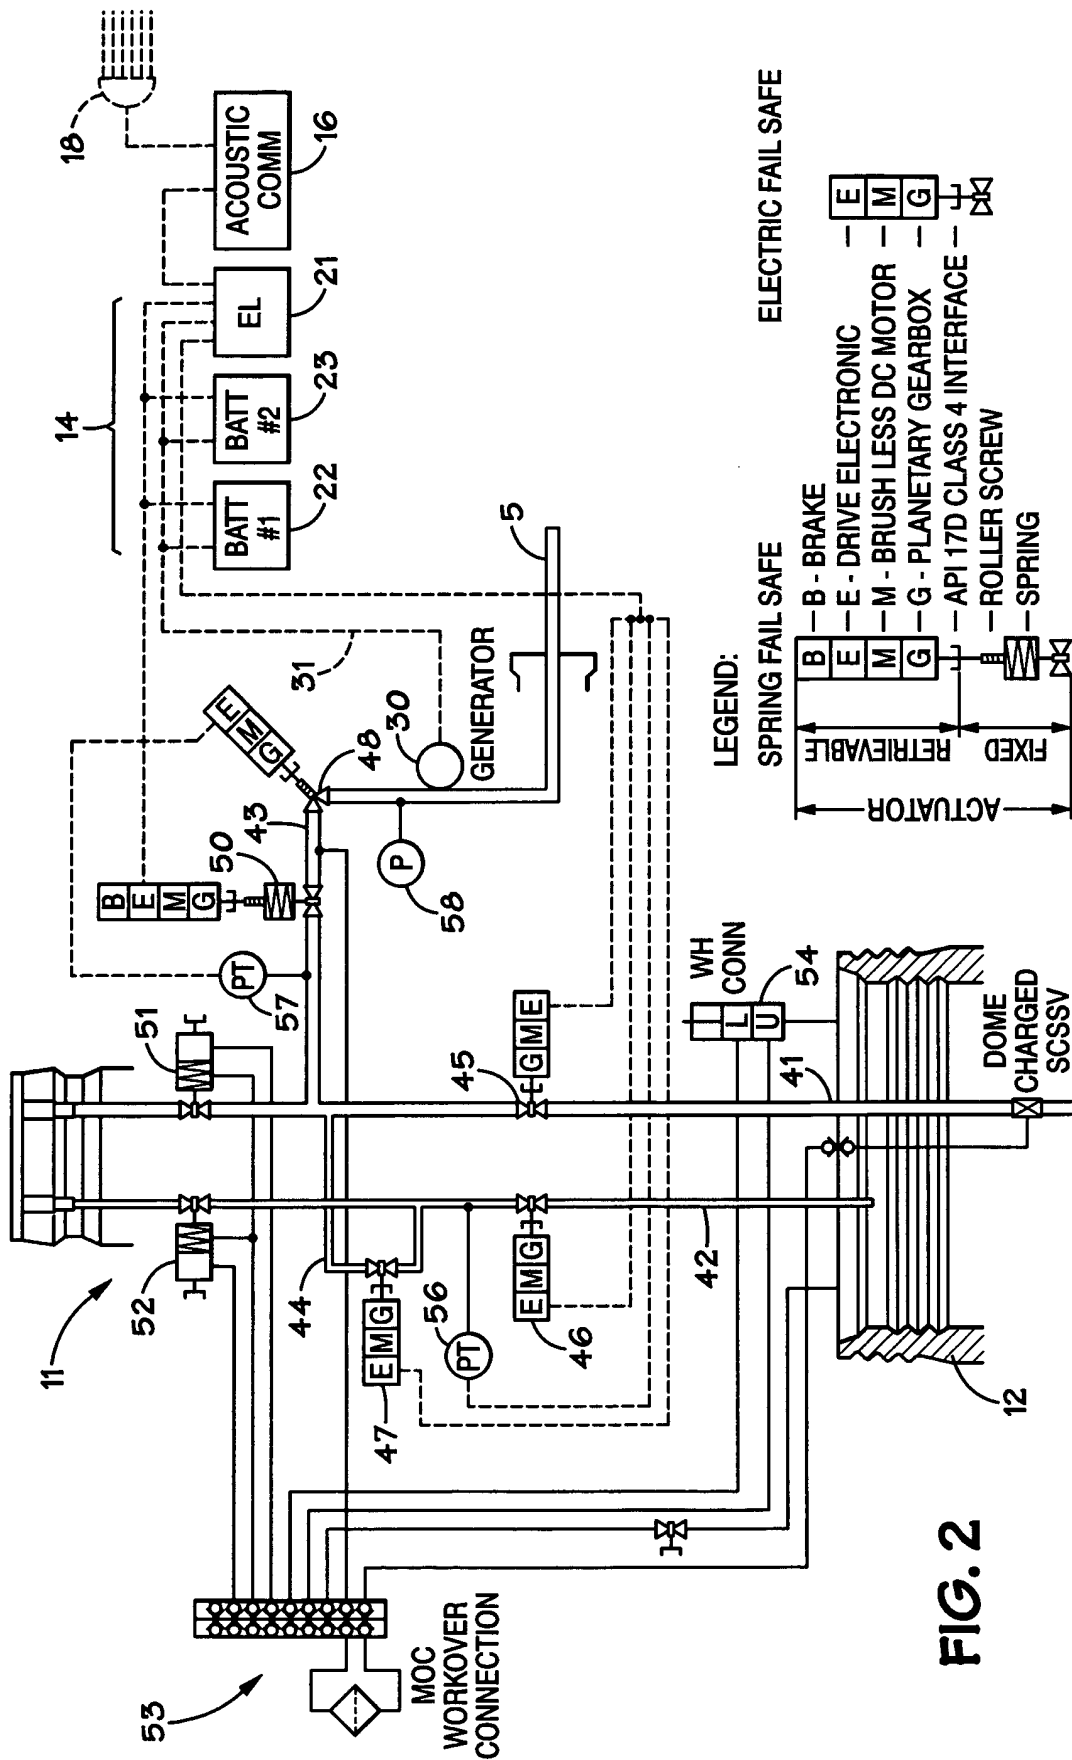 18
ACOUSTIC
COMM
16
14
EL
21
BATT
#2
23
BATT
#1
22
31
5
GENERATOR
30
E
M
G
48
43
50
B
E
M
G
P
58
PT
57
51
52
11
44
45
G M E
E M G
46
E M G
47
PT
56
42
41
WH
CONN
L
U
54
DOME
CHARGED
SCSSV
12
53
MOC
WORKOVER
CONNECTION
LEGEND:
SPRING FAIL SAFE
ELECTRIC FAIL SAFE
B
E
M
G
B - BRAKE
E - DRIVE ELECTRONIC
M - BRUSH LESS DC MOTOR
G - PLANETARY GEARBOX
API 17D CLASS 4 INTERFACE
ROLLER SCREW
SPRING
E
M
G
ACTUATOR
RETRIEVABLE
FIXED
FIG. 2